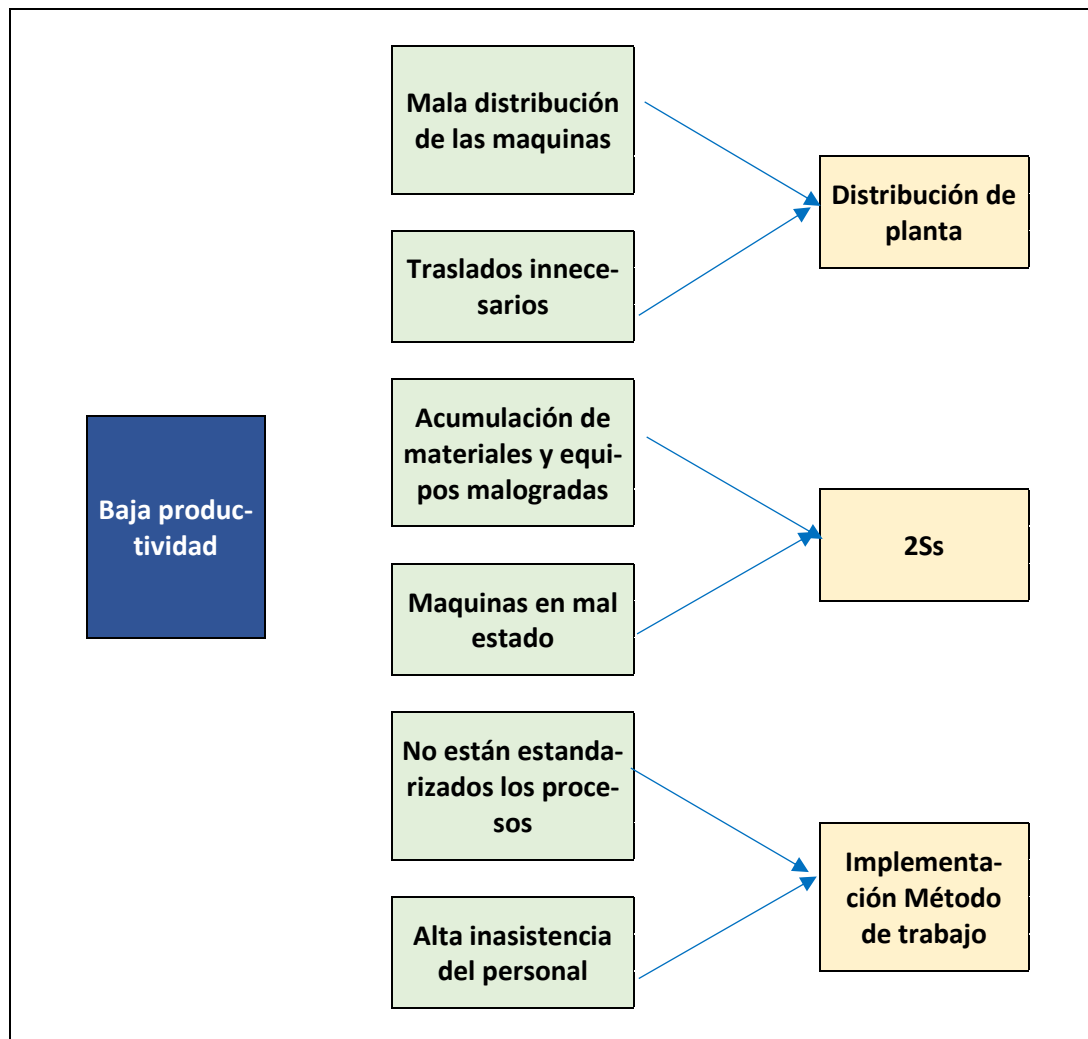 Mala distribución
de las maquinas
Distribución de
planta
Traslados innece-
sarios
Acumulación de
materiales y equi-
pos malogradas
Baja produc-
tividad
2Ss
Maquinas en mal
estado
No están estanda-
rizados los proce-
sos
Implementa-
ción Método
de trabajo
Alta inasistencia
del personal